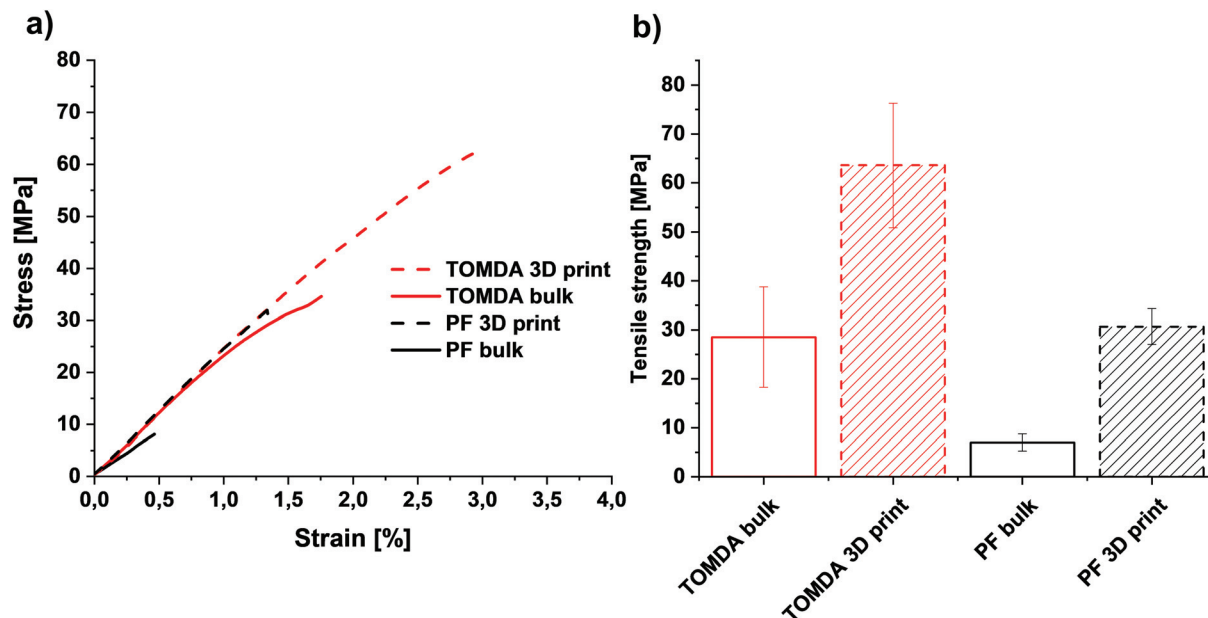 a)
80
70
60
50
40
30
20
10
0
Stress [MPa]
0,0 0,5 1,0 1,5 2,0 2,5 3,0 3,5 4,0
Strain [%]
TOMDA 3D print
TOMDA bulk
PF 3D print
PF bulk
b)
80
70
60
50
40
30
20
10
0
Tensile strength [MPa]
TOMDA bulk
TOMDA 3D print
PF bulk
PF 3D print